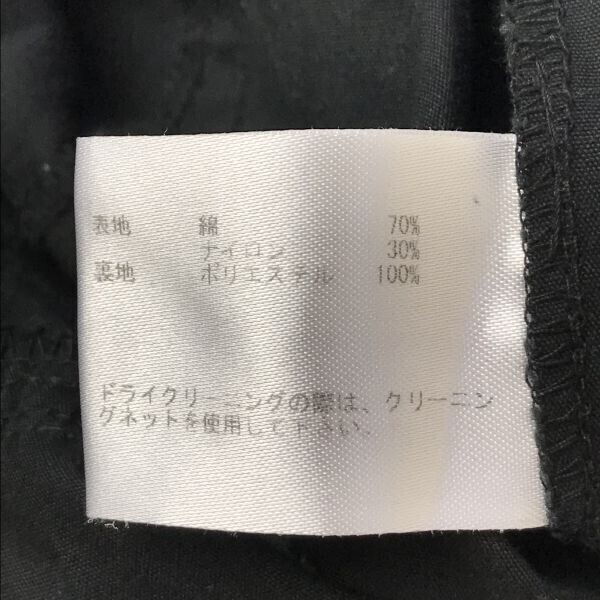 表地 綿 70%
ナイロン 30%
裏地 ポリエステル 100%
ドライクリーニングの際は、クリーニン
グネットを使用して下さい。